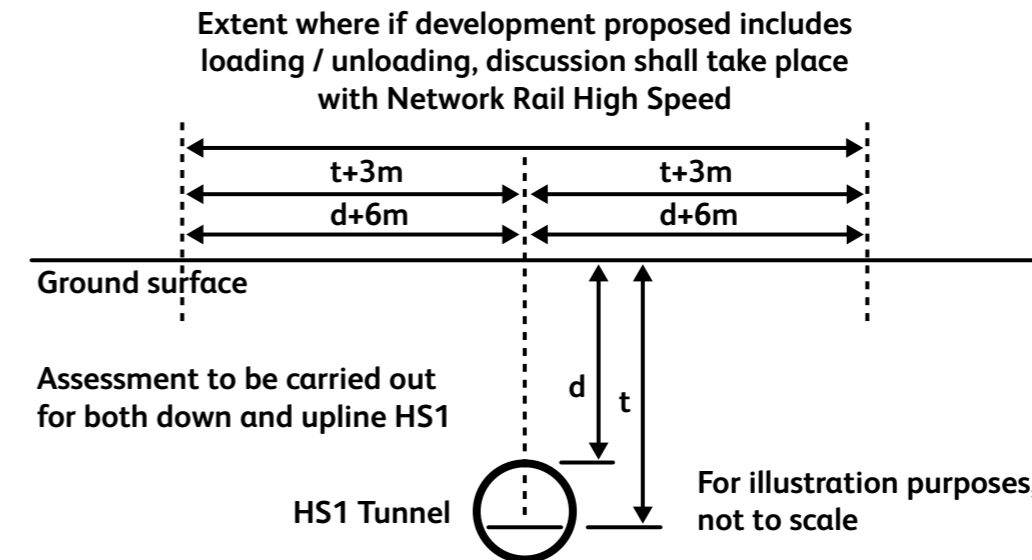 Extent where if development proposed includes
loading / unloading, discussion shall take place
with Network Rail High Speed
t+3m
t+3m
d+6m
d+6m
Ground surface
Assessment to be carried out
for both down and upline HS1
d
t
HS1 Tunnel
For illustration purposes,
not to scale